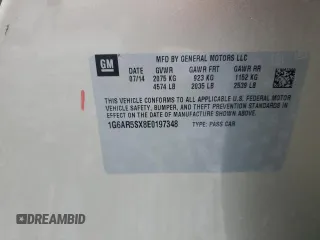 GM
MFD BY GENERAL MOTORS LLC
DATE GVWR GAWR FRT GAWR RR
07/14 2075 KG 923 KG 1152 KG
4574 LB 2035 LB 2539 LB
THIS VEHICLE CONFORMS TO ALL APPLICABLE U.S. FEDERAL
SAFETY, BUMPER, AND THEFT PREVENTION STANDARDS IN
EFFECT ON THE DATE OF MANUFACTURE SHOWN ABOVE.
1G6AR5SX8E0197348 TYPE: PASS CAR
DREAMBID